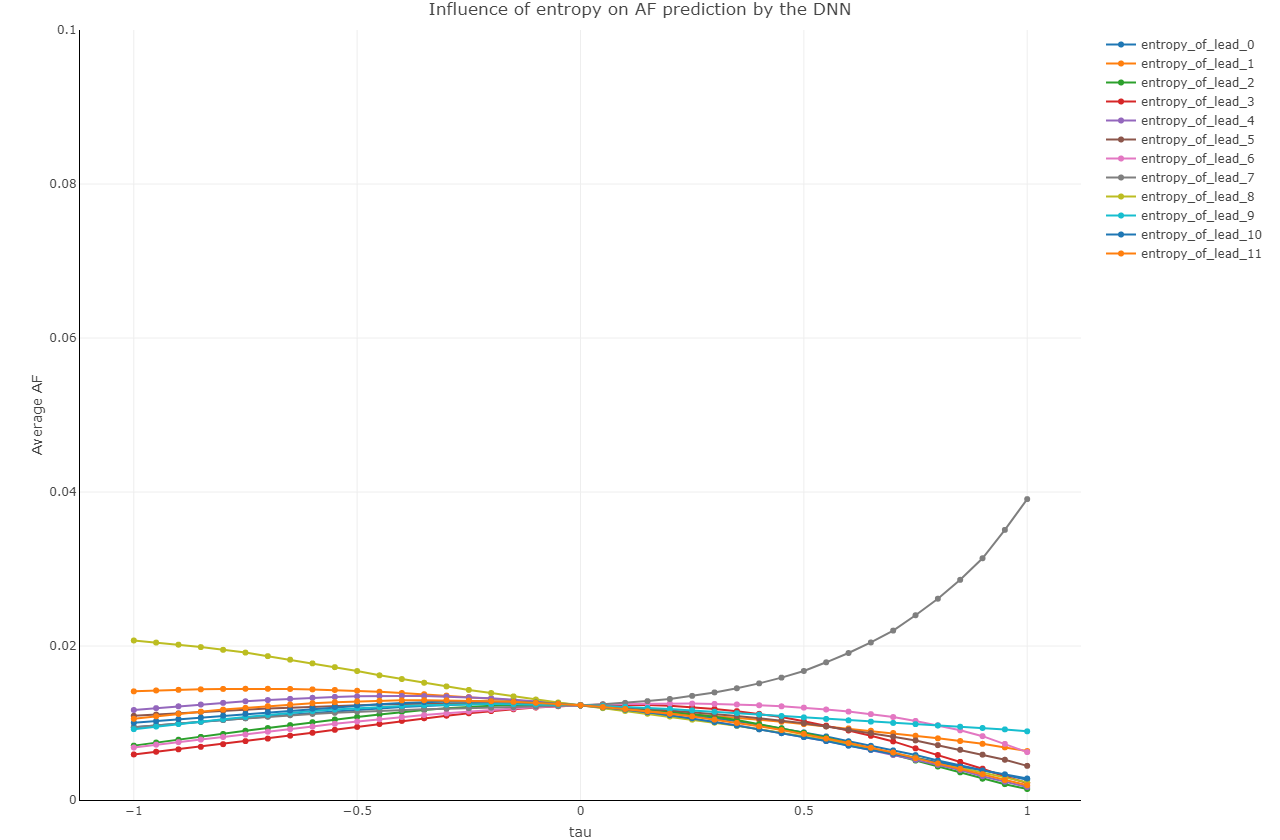 Influence of entropy on AF prediction by the DNN
0.1
0.08
0.06
0.04
0.02
0
Average AF
−1
−0.5
0
0.5
1
tau
entropy_of_lead_0
entropy_of_lead_1
entropy_of_lead_2
entropy_of_lead_3
entropy_of_lead_4
entropy_of_lead_5
entropy_of_lead_6
entropy_of_lead_7
entropy_of_lead_8
entropy_of_lead_9
entropy_of_lead_10
entropy_of_lead_11